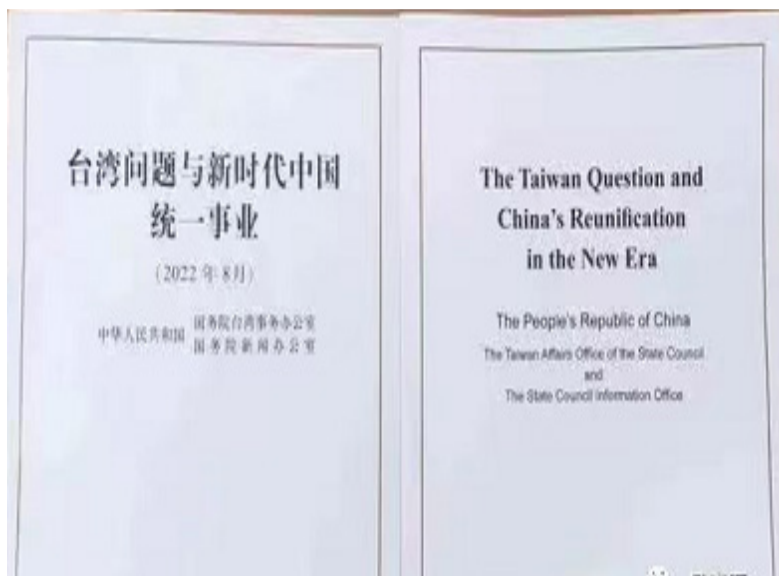 台湾问题与新时代中国
统一事业
(2022年8月)
中华人民共和国
国务院台湾事务办公室
国务院新闻办公室
The Taiwan Question and
China's Reunification
in the New Era
The People's Republic of China
The Taiwan Affairs Office of the State Council
and
The State Council Information Office